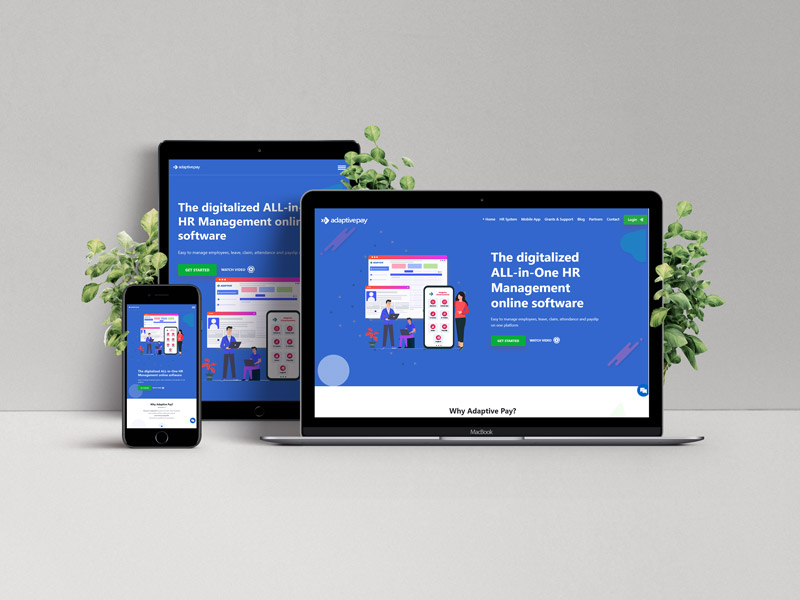 adaptivepay
The digitalized ALL-in-
HR Management onlin
software
Easy to manage employees, leave, claim, attendance and payslip
GET STARTED
WATCH VIDEO
adaptivepay
Home
HR System
Mobile App
Grants & Support
Blog
Partners
Contact
Login
The digitalized
ALL-in-One HR
Management
online software
Easy to manage employees, leave, claim, attendance and payslip
on one platform
GET STARTED
WATCH VIDEO
Why Adaptive Pay?
MacBook
The digitalized ALL-in-One HR
Management online software
Why Adaptive Pay?